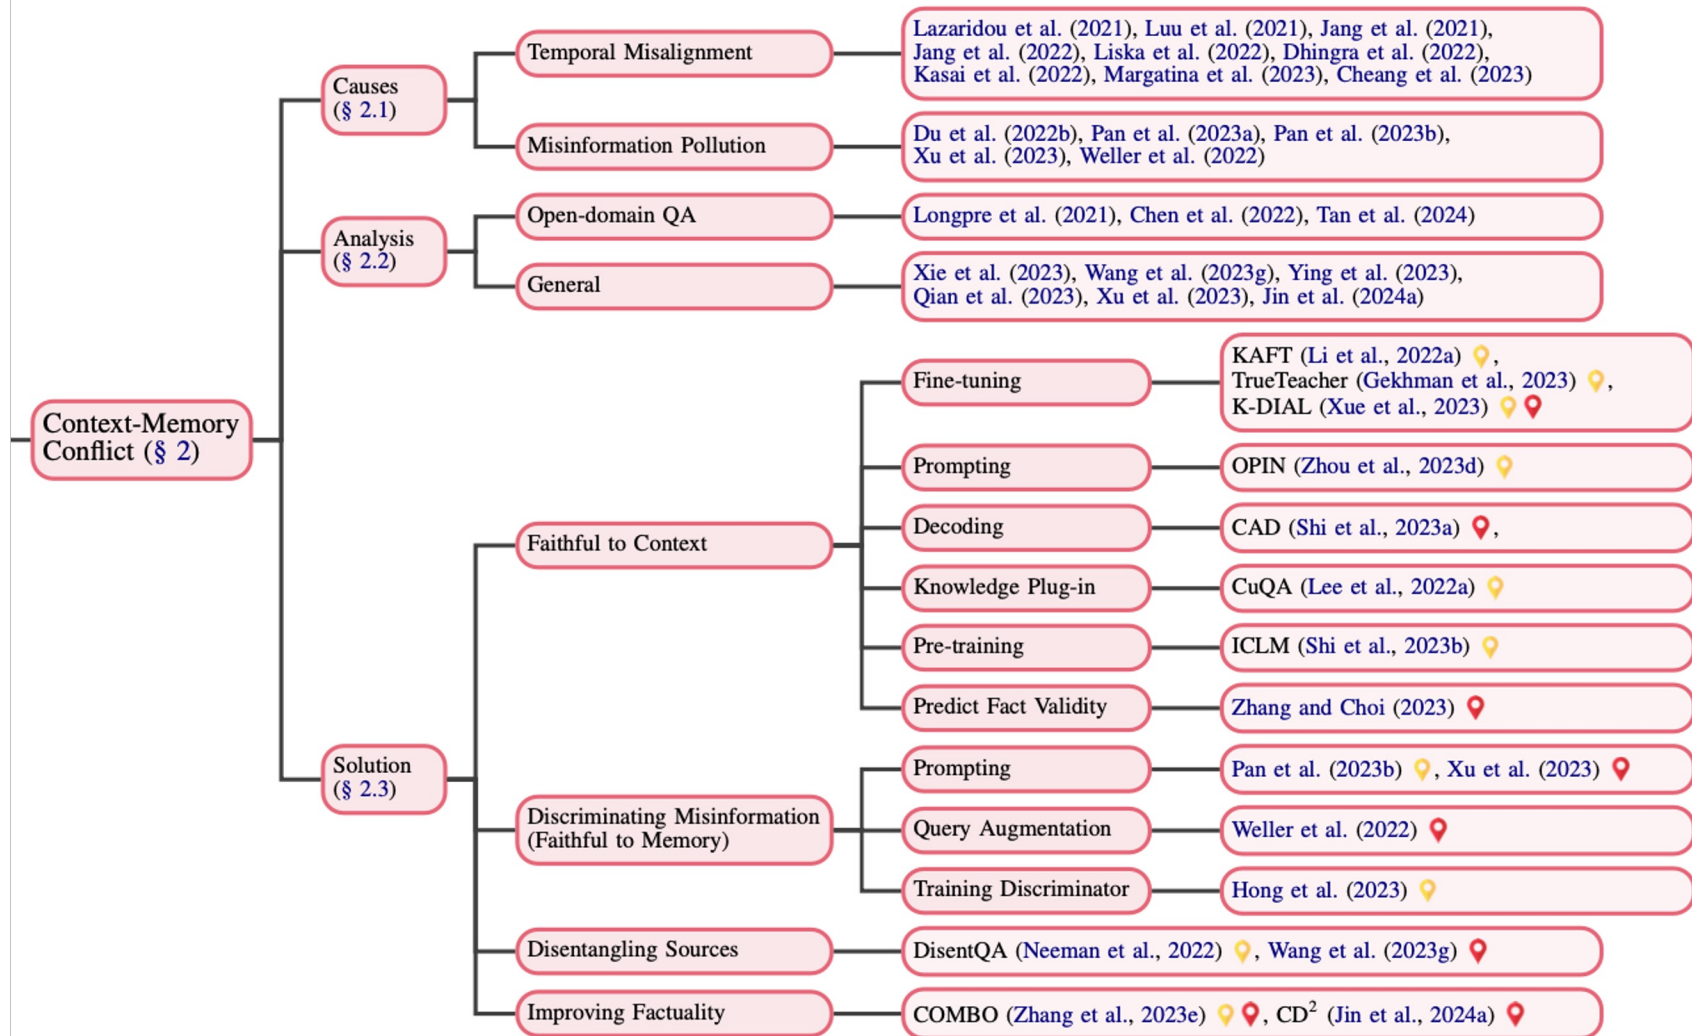 Context-Memory
Conflict (§ 2)
Causes
(§ 2.1)
Temporal Misalignment
Lazaridou et al. (2021), Luu et al. (2021), Jang et al. (2021),
Jang et al. (2022), Liska et al. (2022), Dhingra et al. (2022),
Kasai et al. (2022), Margatina et al. (2023), Cheang et al. (2023)
Misinformation Pollution
Du et al. (2022b), Pan et al. (2023a), Pan et al. (2023b),
Xu et al. (2023), Weller et al. (2022)
Analysis
(§ 2.2)
Open-domain QA
Longpre et al. (2021), Chen et al. (2022), Tan et al. (2024)
General
Xie et al. (2023), Wang et al. (2023g), Ying et al. (2023),
Qian et al. (2023), Xu et al. (2023), Jin et al. (2024a)
Solution
(§ 2.3)
Faithful to Context
Fine-tuning
KAFT (Li et al., 2022a) ,
TrueTeacher (Gekhman et al., 2023) ,
K-DIAL (Xue et al., 2023)
Prompting
OPIN (Zhou et al., 2023d)
Decoding
CAD (Shi et al., 2023a) ,
Knowledge Plug-in
CuQA (Lee et al., 2022a)
Pre-training
ICLM (Shi et al., 2023b)
Predict Fact Validity
Zhang and Choi (2023)
Discriminating Misinformation
(Faithful to Memory)
Prompting
Pan et al. (2023b) , Xu et al. (2023)
Query Augmentation
Weller et al. (2022)
Training Discriminator
Hong et al. (2023)
Disentangling Sources
DisentQA (Neeman et al., 2022) , Wang et al. (2023g)
Improving Factuality
COMBO (Zhang et al., 2023e) , CD² (Jin et al., 2024a)